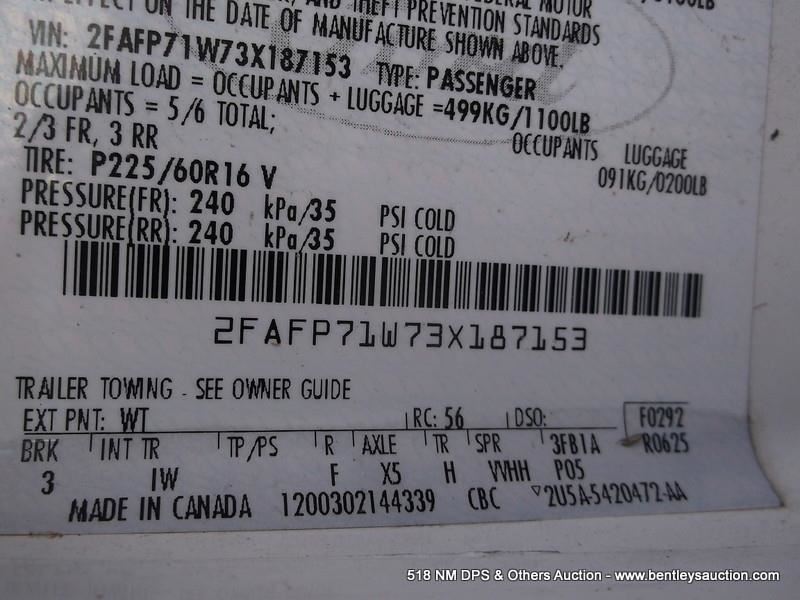 EFFECT ON THE DATE OF MANUFACTURE SHOWN ABOVE.
AND THEFT PREVENTION STANDARDS
MOTOR
VIN: 2FAFP71W73X187153 TYPE: PASSENGER
MAXIMUM LOAD = OCCUPANTS + LUGGAGE =499KG/1100LB
OCCUPANTS = 5/6 TOTAL; OCCUPANTS LUGGAGE
2/3 FR, 3 RR 091KG/0200LB
TIRE: P225/60R16 V
PRESSURE(FR): 240 kPa/35 PSI COLD
PRESSURE(RR): 240 kPa/35 PSI COLD
2FAFP71W73X187153
TRAILER TOWING - SEE OWNER GUIDE
EXT PNT: WT RC: 56 DSO: F0292
BRK INT TR TP/PS R AXLE TR SPR 3FB1A R0625
3 IW F X5 H VVHH P05
MADE IN CANADA 1200302144339 CBC ▽2U5A-5420472-AA
518 NM DPS & Others Auction - www.bentleysauction.com